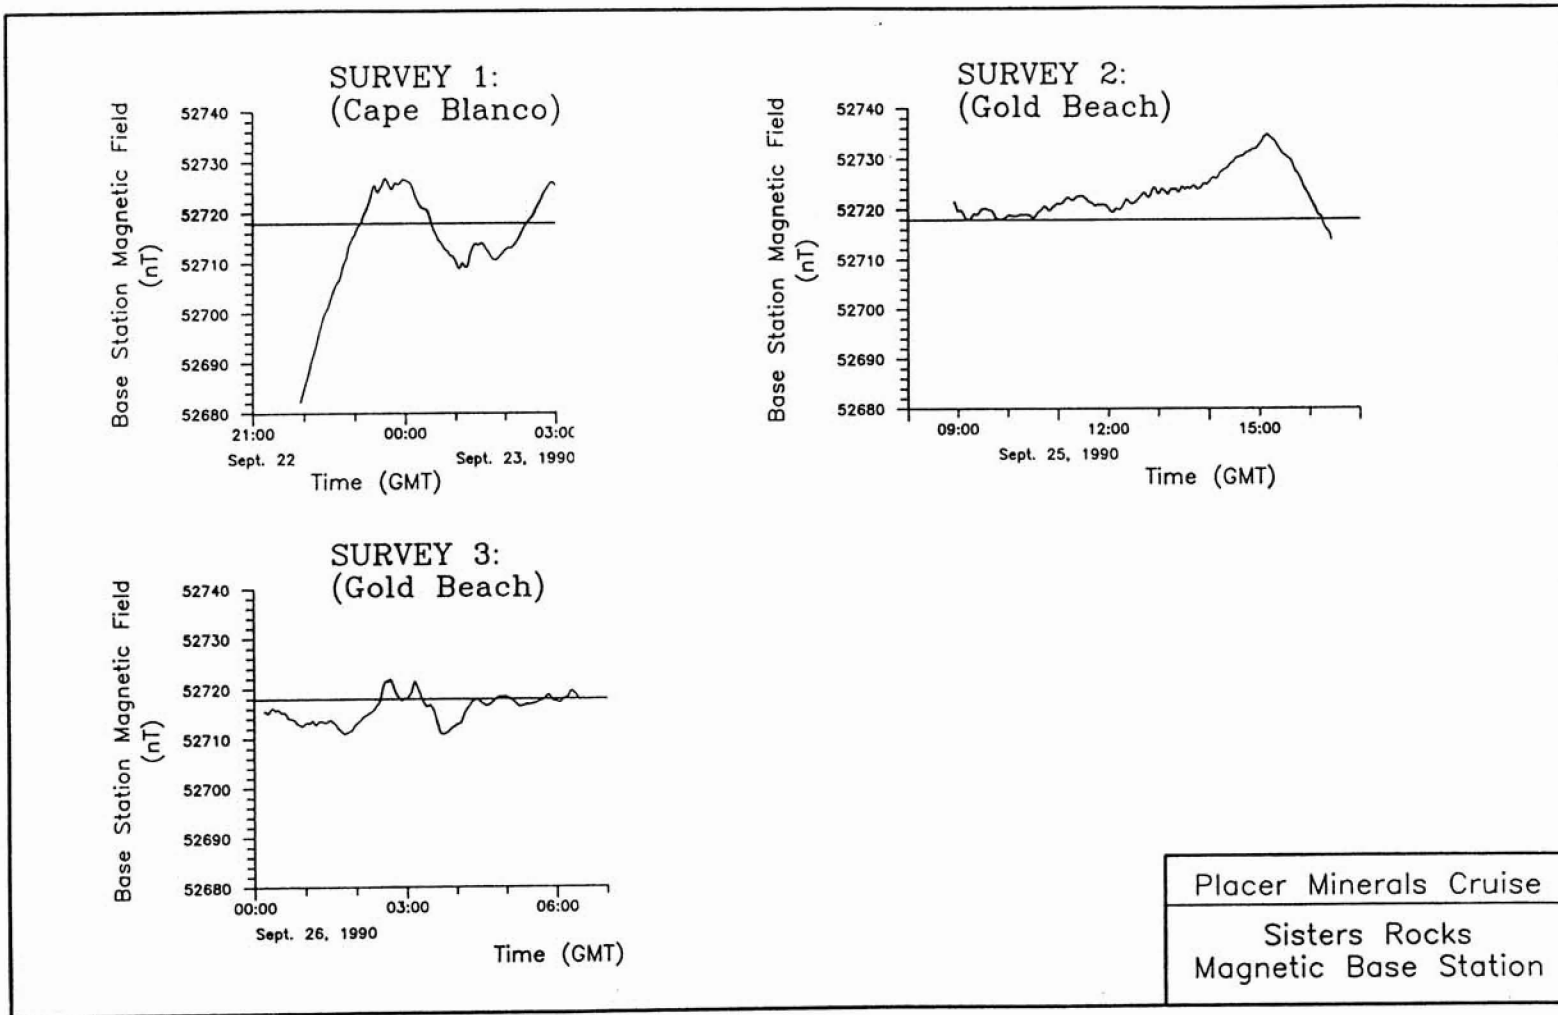 SURVEY 1:
(Cape Blanco)
Base Station Magnetic Field
(nT)
52740
52730
52720
52710
52700
52690
52680
21:00
00:00
03:00
Sept. 22
Sept. 23, 1990
Time (GMT)
SURVEY 2:
(Gold Beach)
Base Station Magnetic Field
(nT)
52740
52730
52720
52710
52700
52690
52680
09:00
12:00
15:00
Sept. 25, 1990
Time (GMT)
SURVEY 3:
(Gold Beach)
Base Station Magnetic Field
(nT)
52740
52730
52720
52710
52700
52690
52680
00:00
03:00
06:00
Sept. 26, 1990
Time (GMT)
Placer Minerals Cruise
Sisters Rocks
Magnetic Base Station